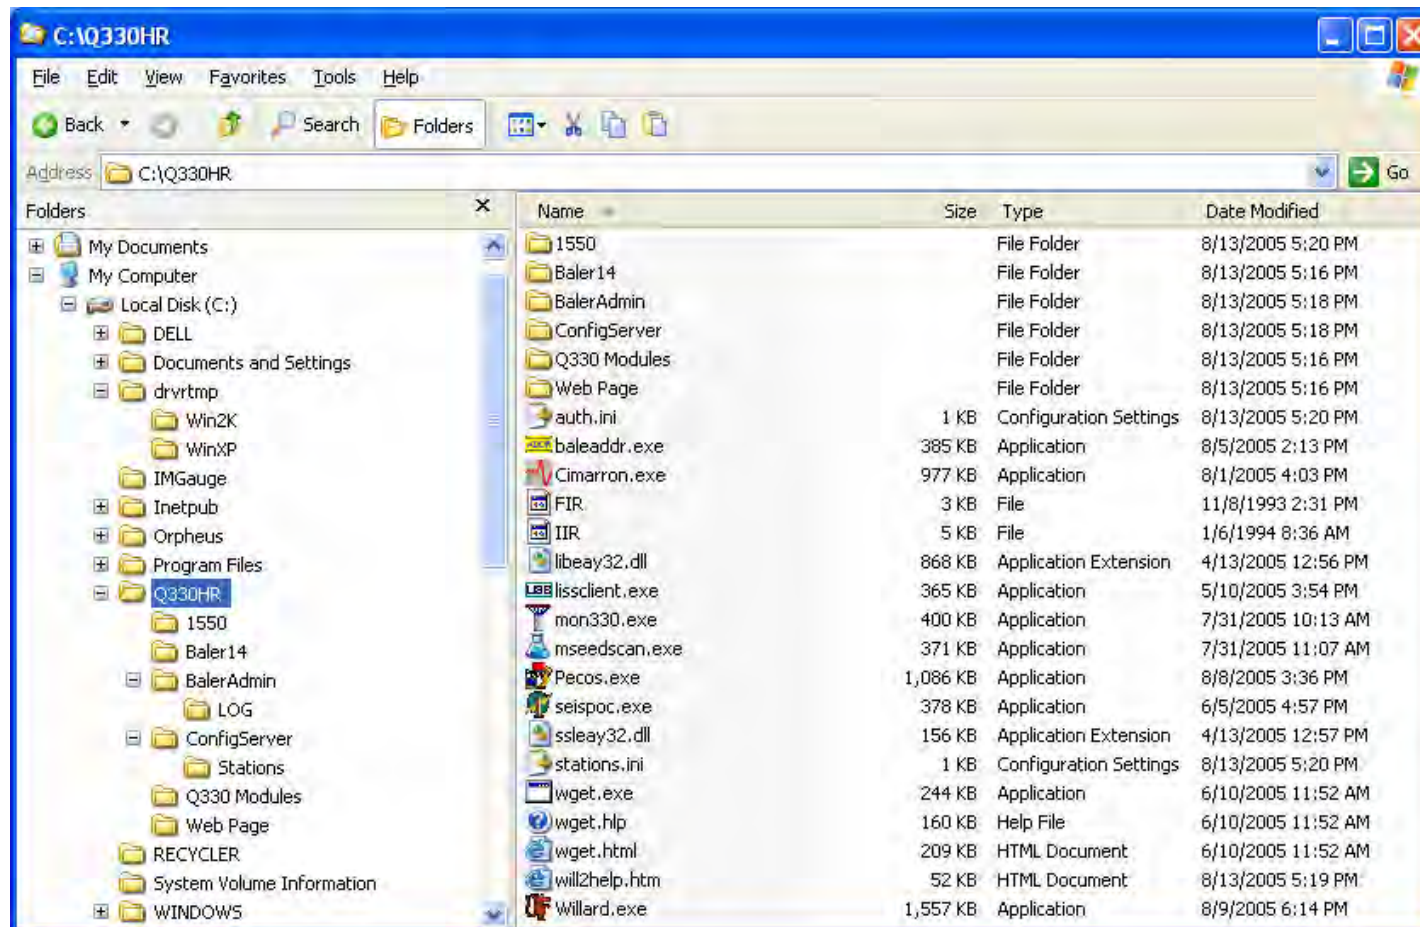 C:\Q330HR
File Edit View Favorites Tools Help
Back Search Folders
Address C:\Q330HR Go
Folders
My Documents
My Computer
Local Disk (C:)
DELL
Documents and Settings
drvrtmp
Win2K
WinXP
IMGauge
Inetpub
Orpheus
Program Files
Q330HR
1550
Baler14
BalerAdmin
LOG
ConfigServer
Stations
Q330 Modules
Web Page
RECYCLER
System Volume Information
WINDOWS
Name Size Type Date Modified
1550 File Folder 8/13/2005 5:20 PM
Baler14 File Folder 8/13/2005 5:16 PM
BalerAdmin File Folder 8/13/2005 5:18 PM
ConfigServer File Folder 8/13/2005 5:18 PM
Q330 Modules File Folder 8/13/2005 5:16 PM
Web Page File Folder 8/13/2005 5:16 PM
auth.ini 1 KB Configuration Settings 8/13/2005 5:20 PM
baleaddr.exe 385 KB Application 8/5/2005 2:13 PM
Cimarron.exe 977 KB Application 8/1/2005 4:03 PM
FIR 3 KB File 11/8/1993 2:31 PM
IIR 5 KB File 1/6/1994 8:36 AM
libeay32.dll 868 KB Application Extension 4/13/2005 12:56 PM
lissclient.exe 365 KB Application 5/10/2005 3:54 PM
mon330.exe 400 KB Application 7/31/2005 10:13 AM
mseedscan.exe 371 KB Application 7/31/2005 11:07 AM
Pecos.exe 1,086 KB Application 8/8/2005 3:36 PM
seispoc.exe 378 KB Application 6/5/2005 4:57 PM
ssleay32.dll 156 KB Application Extension 4/13/2005 12:57 PM
stations.ini 1 KB Configuration Settings 8/13/2005 5:20 PM
wget.exe 244 KB Application 6/10/2005 11:52 AM
wget.hlp 160 KB Help File 6/10/2005 11:52 AM
wget.html 209 KB HTML Document 6/10/2005 11:52 AM
will2help.htm 52 KB HTML Document 8/13/2005 5:19 PM
Willard.exe 1,557 KB Application 8/9/2005 6:14 PM